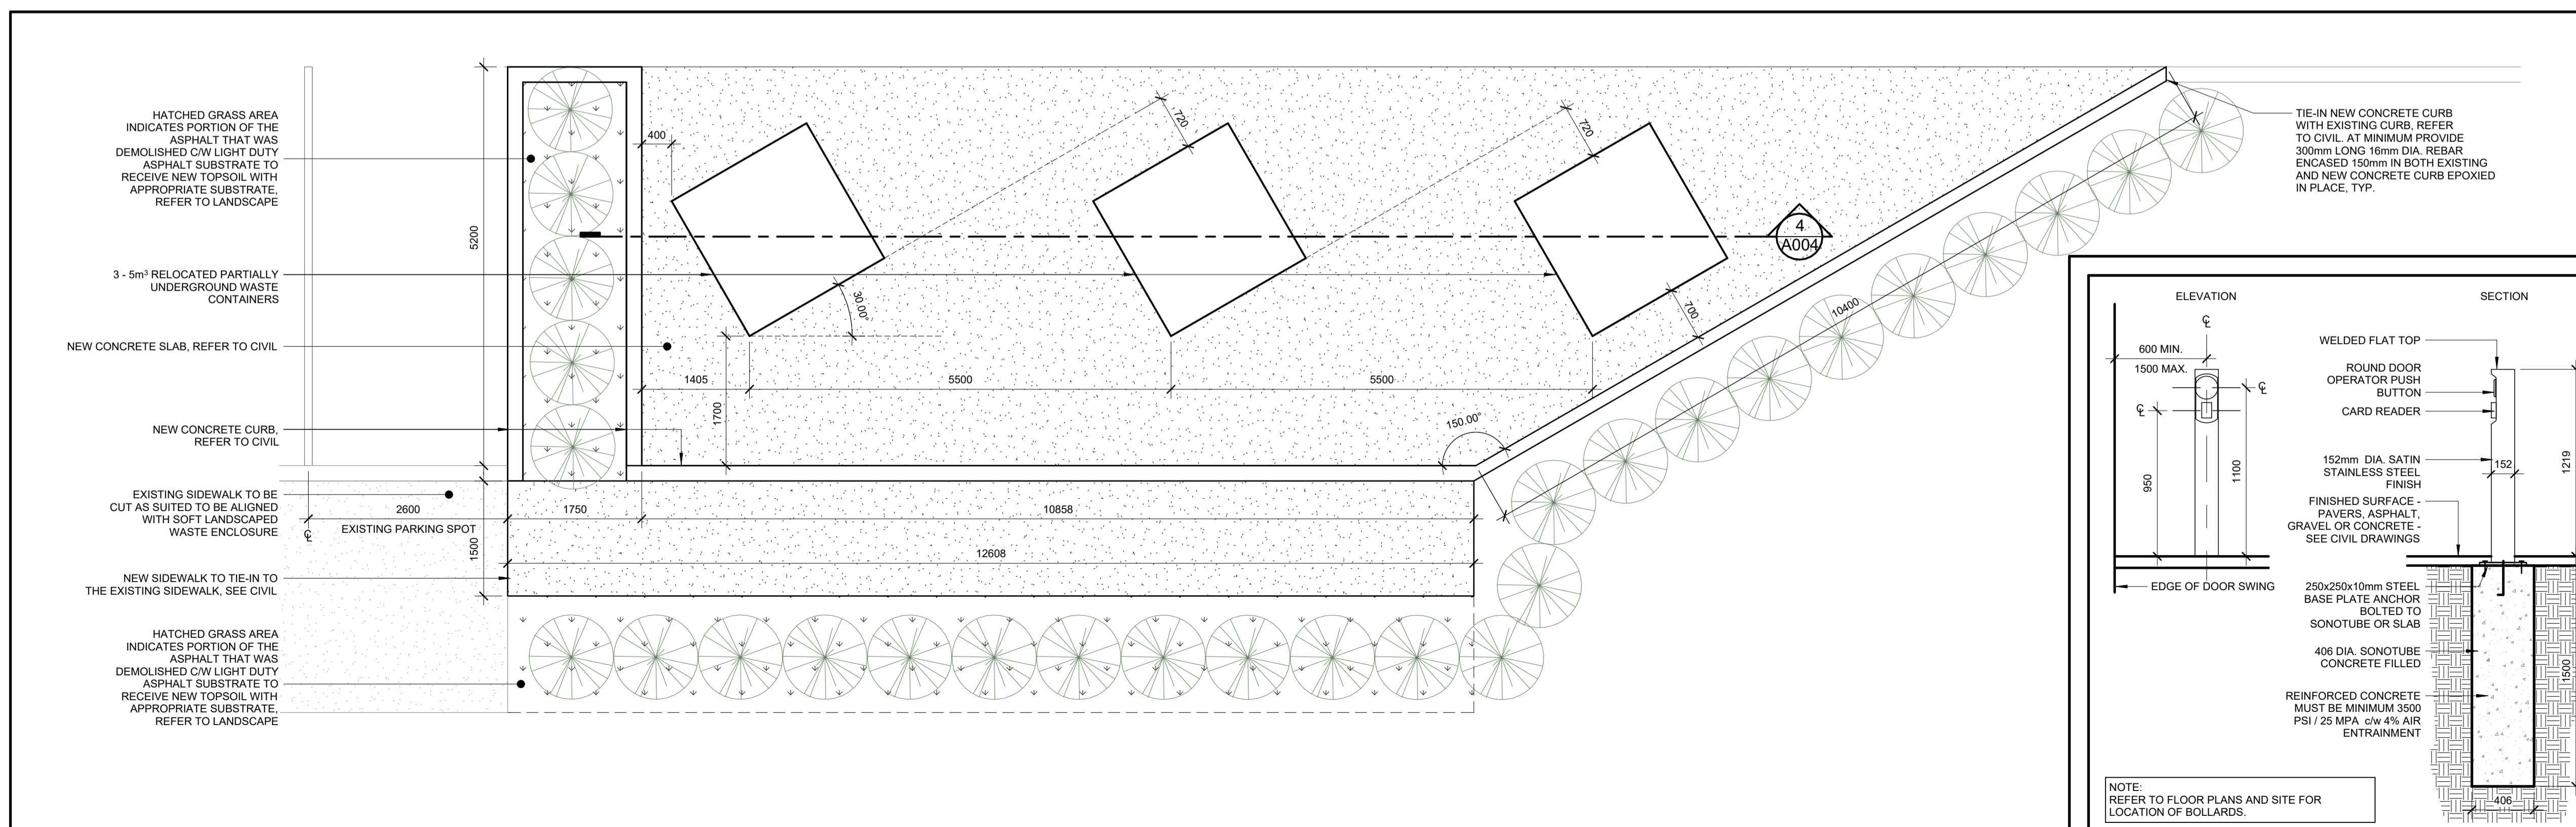 HATCHED GRASS AREA
INDICATES PORTION OF THE
ASPHALT THAT WAS
DEMOLISHED C/W LIGHT DUTY
ASPHALT SUBSTRATE TO
RECEIVE NEW TOPSOIL WITH
APPROPRIATE SUBSTRATE,
REFER TO LANDSCAPE
3 - 5m³ RELOCATED PARTIALLY
UNDERGROUND WASTE
CONTAINERS
NEW CONCRETE SLAB, REFER TO CIVIL
NEW CONCRETE CURB,
REFER TO CIVIL
EXISTING SIDEWALK TO BE
CUT AS SUITED TO BE ALIGNED
WITH SOFT LANDSCAPED
WASTE ENCLOSURE
NEW SIDEWALK TO TIE-IN TO
THE EXISTING SIDEWALK, SEE CIVIL
HATCHED GRASS AREA
INDICATES PORTION OF THE
ASPHALT THAT WAS
DEMOLISHED C/W LIGHT DUTY
ASPHALT SUBSTRATE TO
RECEIVE NEW TOPSOIL WITH
APPROPRIATE SUBSTRATE,
REFER TO LANDSCAPE
5200
1500
400
720
720
30.00°
700
4
A004
10400
1405
5500
5500
1700
150.00°
2600
1750
10858
℄
EXISTING PARKING SPOT
12608
TIE-IN NEW CONCRETE CURB
WITH EXISTING CURB, REFER
TO CIVIL. AT MINIMUM PROVIDE
300mm LONG 16mm DIA. REBAR
ENCASED 150mm IN BOTH EXISTING
AND NEW CONCRETE CURB EPOXIED
IN PLACE, TYP.
ELEVATION
℄
600 MIN.
1500 MAX.
℄
℄
950
1100
EDGE OF DOOR SWING
SECTION
WELDED FLAT TOP
ROUND DOOR
OPERATOR PUSH
BUTTON
CARD READER
152mm DIA. SATIN
STAINLESS STEEL
FINISH
FINISHED SURFACE -
PAVERS, ASPHALT,
GRAVEL OR CONCRETE -
SEE CIVIL DRAWINGS
250x250x10mm STEEL
BASE PLATE ANCHOR
BOLTED TO
SONOTUBE OR SLAB
406 DIA. SONOTUBE
CONCRETE FILLED
REINFORCED CONCRETE
MUST BE MINIMUM 3500
PSI / 25 MPA c/w 4% AIR
ENTRAINMENT
152
1219
1500
406
NOTE:
REFER TO FLOOR PLANS AND SITE FOR
LOCATION OF BOLLARDS.